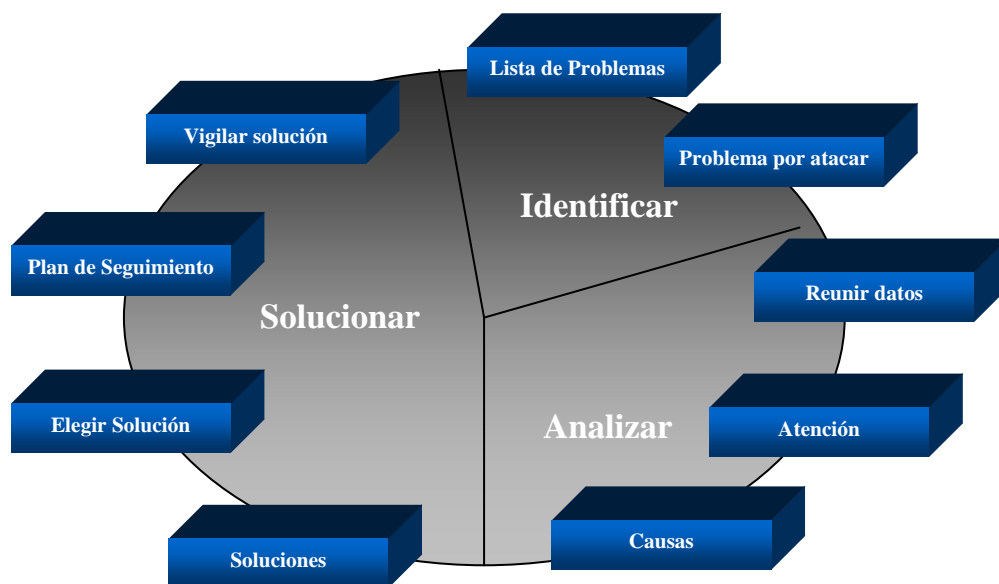 Lista de Problemas
Vigilar solución
Problema por atacar
Identificar
Plan de Seguimiento
Reunir datos
Solucionar
Elegir Solución
Analizar
Atención
Causas
Soluciones